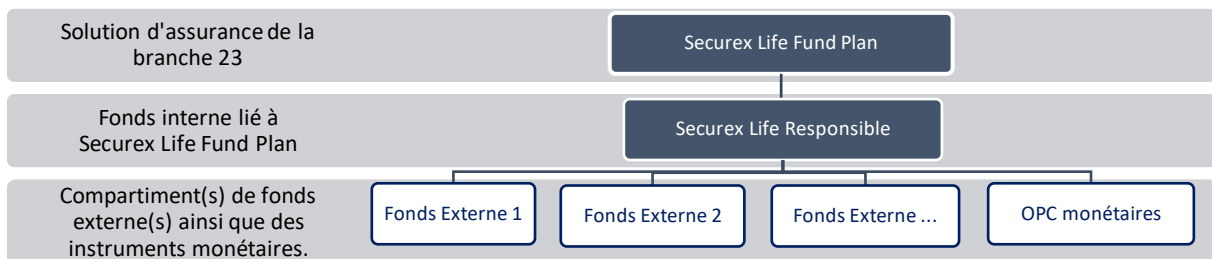 Solution d'assurance de la
branche 23
Securex Life Fund Plan
Fonds interne lié à
Securex Life Fund Plan
Securex Life Responsible
Compartiment(s) de fonds
externe(s) ainsi que des
instruments monétaires.
Fonds Externe 1
Fonds Externe 2
Fonds Externe ...
OPC monétaires